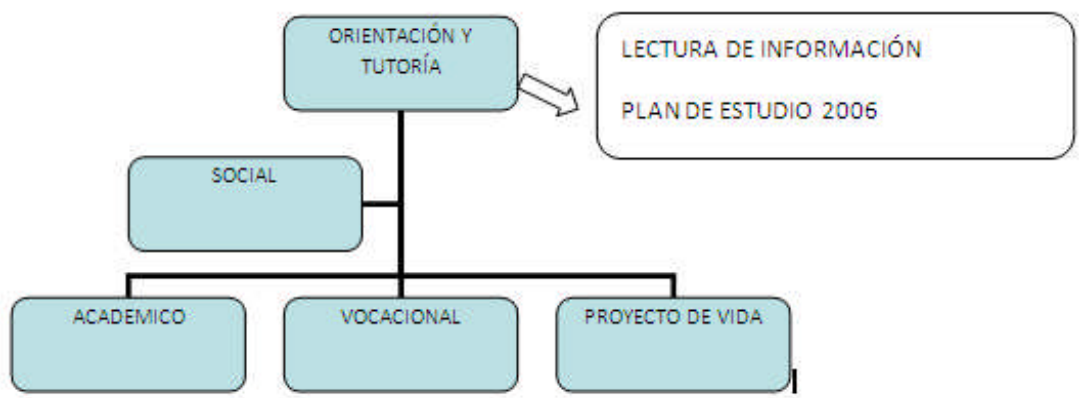 ORIENTACIÓN Y
TUTORÍA
LECTURA DE INFORMACIÓN
PLAN DE ESTUDIO 2006
SOCIAL
ACADEMICO
VOCACIONAL
PROYECTO DE VIDA